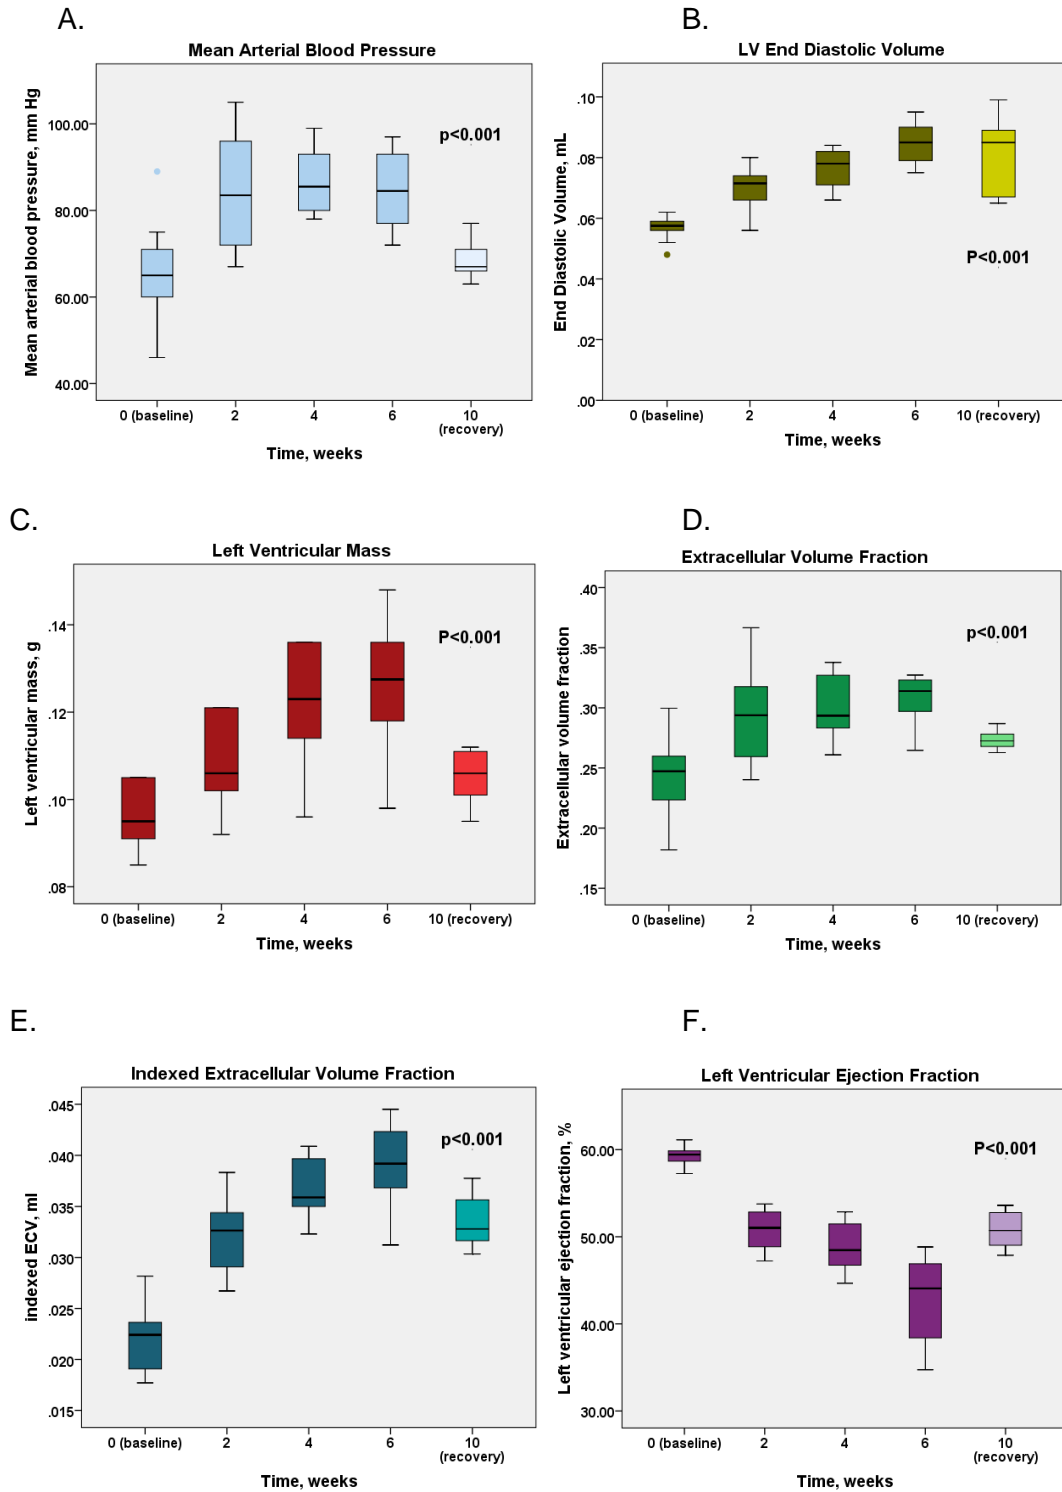 A.
Mean Arterial Blood Pressure
Mean arterial blood pressure, mm Hg
100.00
80.00
60.00
40.00
p<0.001
0 (baseline) 2 4 6 10
(recovery)
Time, weeks
B.
LV End Diastolic Volume
End Diastolic Volume, mL
.10
.08
.06
.04
.02
.00
P<0.001
0 (baseline) 2 4 6 10 (recovery)
Time, weeks
C.
Left Ventricular Mass
Left ventricular mass, g
.14
.12
.10
.08
P<0.001
0 (baseline) 2 4 6 10 (recovery)
Time, weeks
D.
Extracellular Volume Fraction
Extracellular volume fraction
.40
.35
.30
.25
.20
.15
p<0.001
0 (baseline) 2 4 6 10 (recovery)
Time, weeks
E.
Indexed Extracellular Volume Fraction
indexed ECV, ml
.045
.040
.035
.030
.025
.020
.015
p<0.001
0 (baseline) 2 4 6 10
(recovery)
Time, weeks
F.
Left Ventricular Ejection Fraction
Left ventricular ejection fraction, %
60.00
50.00
40.00
30.00
P<0.001
0 (baseline) 2 4 6 10
(recovery)
Time, weeks